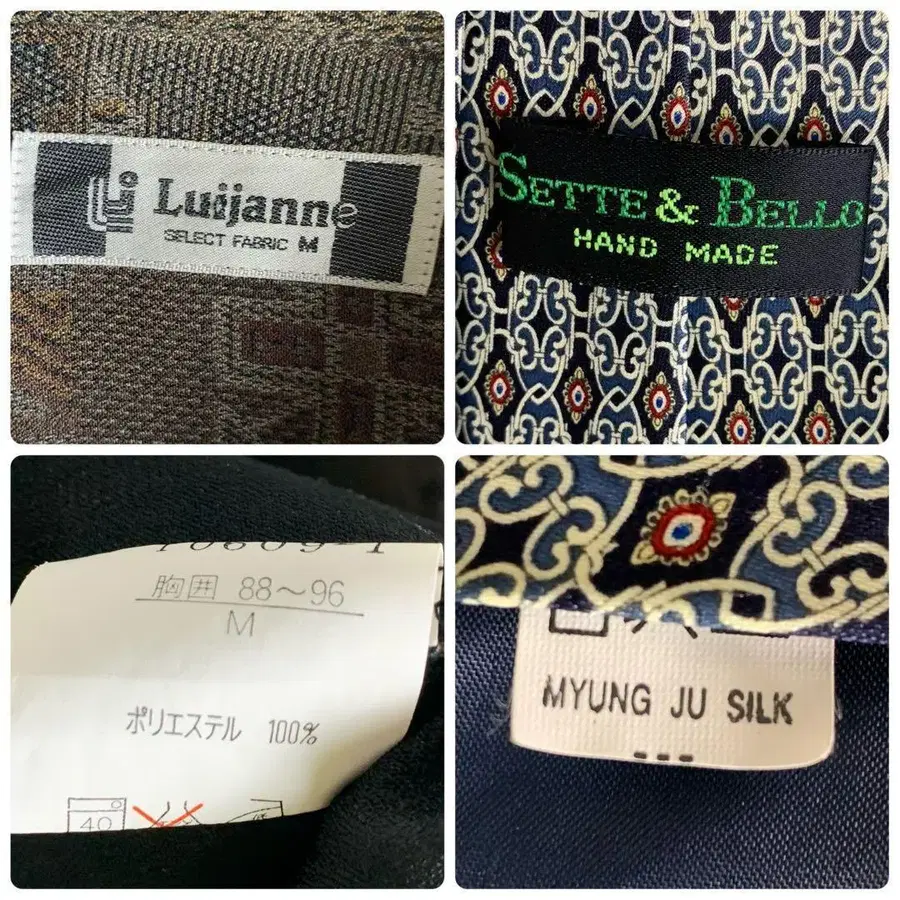 Luijanne
SELECT FABRIC M
SETTE & BELLO
HAND MADE
胸囲 88～96
M
ポリエステル 100%
40
MYUNG JU SILK